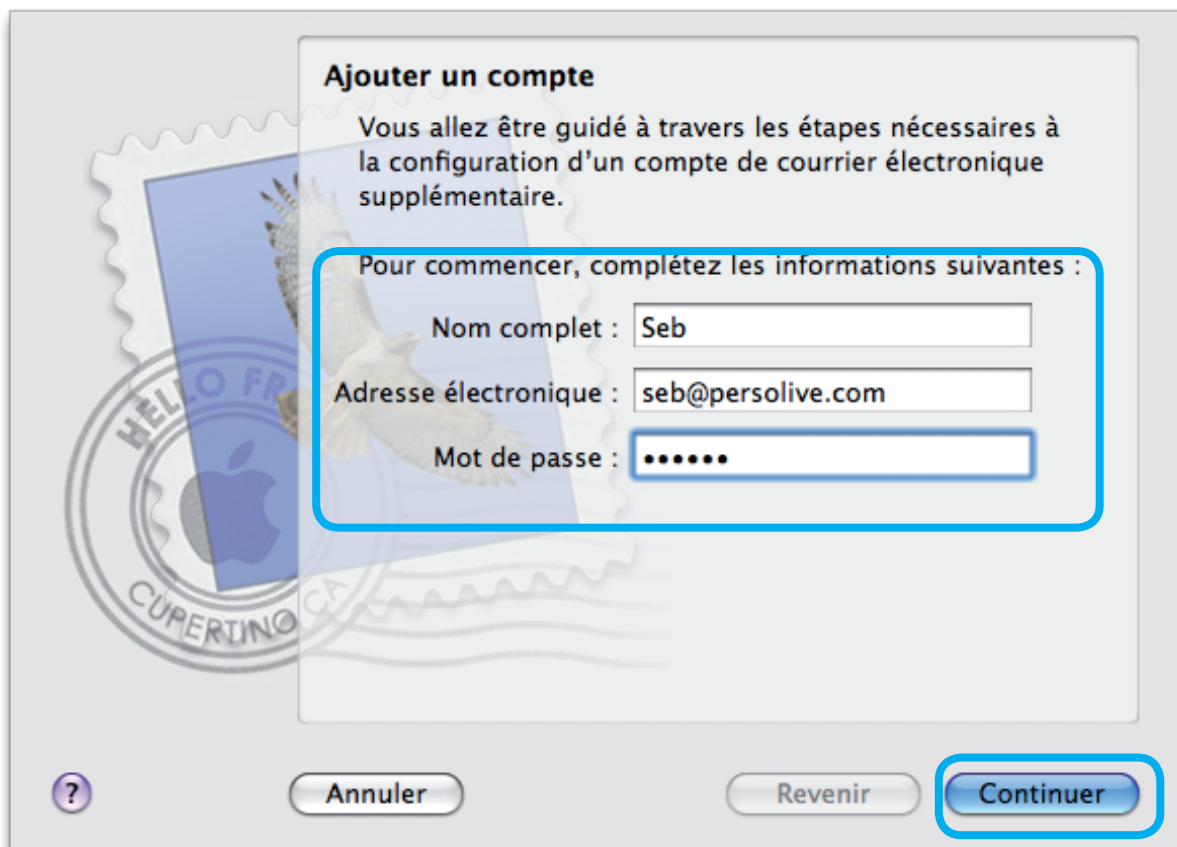 Ajouter un compte
Vous allez être guidé à travers les étapes nécessaires à
la configuration d'un compte de courrier électronique
supplémentaire.
Pour commencer, complétez les informations suivantes :
Nom complet : Seb
Adresse électronique : seb@persolive.com
Mot de passe : ••••••
HELLO FR
CUPERTINO CA
? Annuler Revenir Continuer